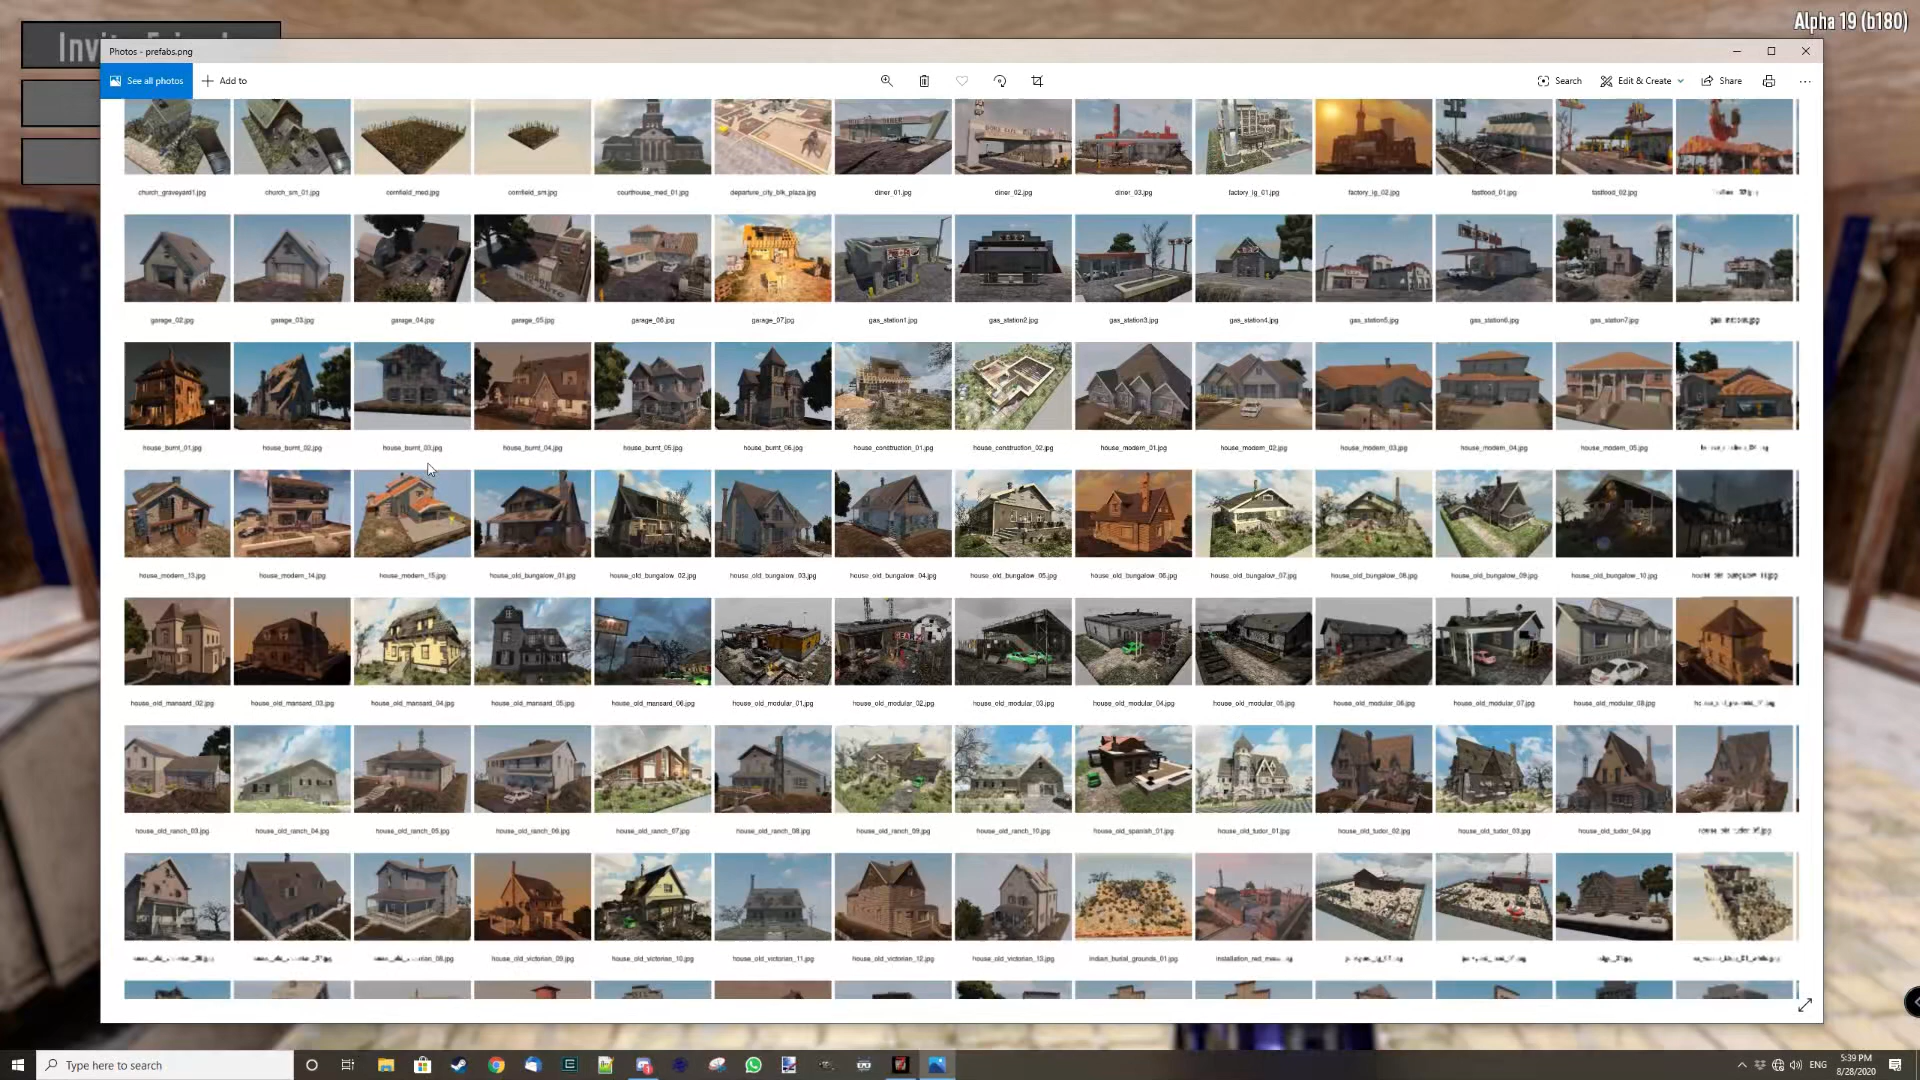 Alpha 19 (b180)
Photos - prefabs.png
See all photos
Add to
Search
Edit & Create
Share
church_graveyard1.jpg church_sm_01.jpg cornfield_med.jpg cornfield_sm.jpg courthouse_med_01.jpg departure_city_blk_plaza.jpg diner_01.jpg diner_02.jpg diner_03.jpg factory_lg_01.jpg factory_lg_02.jpg fastfood_01.jpg fastfood_02.jpg
garage_02.jpg garage_03.jpg garage_04.jpg garage_05.jpg garage_06.jpg garage_07.jpg gas_station1.jpg gas_station2.jpg gas_station3.jpg gas_station4.jpg gas_station5.jpg gas_station6.jpg gas_station7.jpg
house_burnt_01.jpg house_burnt_02.jpg house_burnt_03.jpg house_burnt_04.jpg house_burnt_05.jpg house_burnt_06.jpg house_construction_01.jpg house_construction_02.jpg house_modern_01.jpg house_modern_02.jpg house_modern_03.jpg house_modern_04.jpg house_modern_05.jpg
house_modern_13.jpg house_modern_14.jpg house_modern_15.jpg house_old_bungalow_01.jpg house_old_bungalow_02.jpg house_old_bungalow_03.jpg house_old_bungalow_04.jpg house_old_bungalow_05.jpg house_old_bungalow_06.jpg house_old_bungalow_07.jpg house_old_bungalow_08.jpg house_old_bungalow_09.jpg house_old_bungalow_10.jpg
house_old_mansard_02.jpg house_old_mansard_03.jpg house_old_mansard_04.jpg house_old_mansard_05.jpg house_old_mansard_06.jpg house_old_modular_01.jpg house_old_modular_02.jpg house_old_modular_03.jpg house_old_modular_04.jpg house_old_modular_05.jpg house_old_modular_06.jpg house_old_modular_07.jpg house_old_modular_08.jpg
house_old_ranch_03.jpg house_old_ranch_04.jpg house_old_ranch_05.jpg house_old_ranch_06.jpg house_old_ranch_07.jpg house_old_ranch_08.jpg house_old_ranch_09.jpg house_old_ranch_10.jpg house_old_spanish_01.jpg house_old_tudor_01.jpg house_old_tudor_02.jpg house_old_tudor_03.jpg house_old_tudor_04.jpg
house_old_victorian_09.jpg house_old_victorian_10.jpg house_old_victorian_11.jpg house_old_victorian_12.jpg house_old_victorian_13.jpg indian_burial_grounds_01.jpg
Type here to search
ENG
5:39 PM
8/28/2020